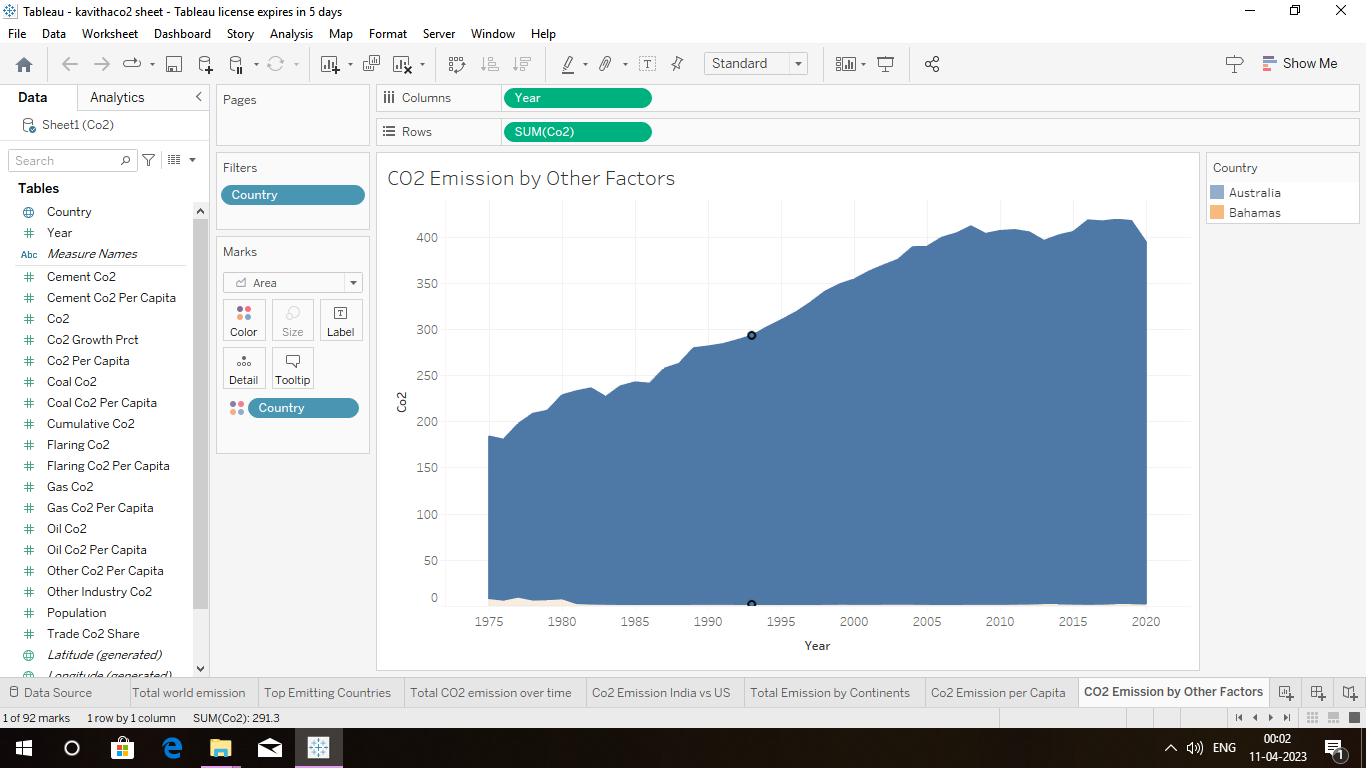 Tableau - kavithaco2 sheet - Tableau license expires in 5 days
File Data Worksheet Dashboard Story Analysis Map Format Server Window Help
Standard
Show Me
Data Analytics
Sheet1 (Co2)
Search
Tables
Country
Year
Abc Measure Names
Cement Co2
Cement Co2 Per Capita
Co2
Co2 Growth Prct
Co2 Per Capita
Coal Co2
Coal Co2 Per Capita
Cumulative Co2
Flaring Co2
Flaring Co2 Per Capita
Gas Co2
Gas Co2 Per Capita
Oil Co2
Oil Co2 Per Capita
Other Co2 Per Capita
Other Industry Co2
Population
Trade Co2 Share
Latitude (generated)
Longitude (generated)
Pages
Filters
Country
Marks
Area
Color Size Label
Detail Tooltip
Country
Columns Year
Rows SUM(Co2)
CO2 Emission by Other Factors
400
350
300
250
200
150
100
50
0
Co2
1975 1980 1985 1990 1995 2000 2005 2010 2015 2020
Year
Country
Australia
Bahamas
Data Source Total world emission Top Emitting Countries Total CO2 emission over time Co2 Emission India vs US Total Emission by Continents Co2 Emission per Capita CO2 Emission by Other Factors
1 of 92 marks 1 row by 1 column SUM(Co2): 291.3
ENG
00:02
11-04-2023
1